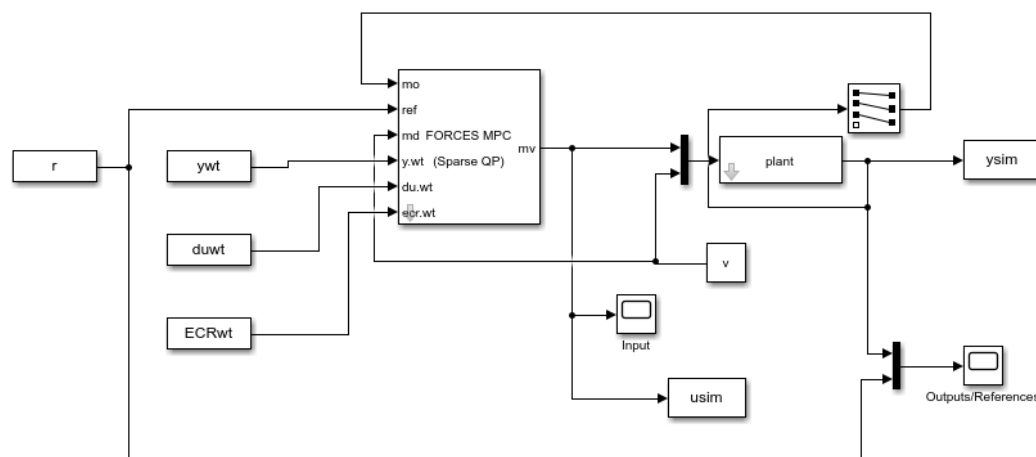 mo
ref
md FORCES MPC
mv
y.wt (Sparse QP)
du.wt
ecr.wt
r
ywt
plant
ysim
duwt
v
ECRwt
Input
usim
Outputs/References